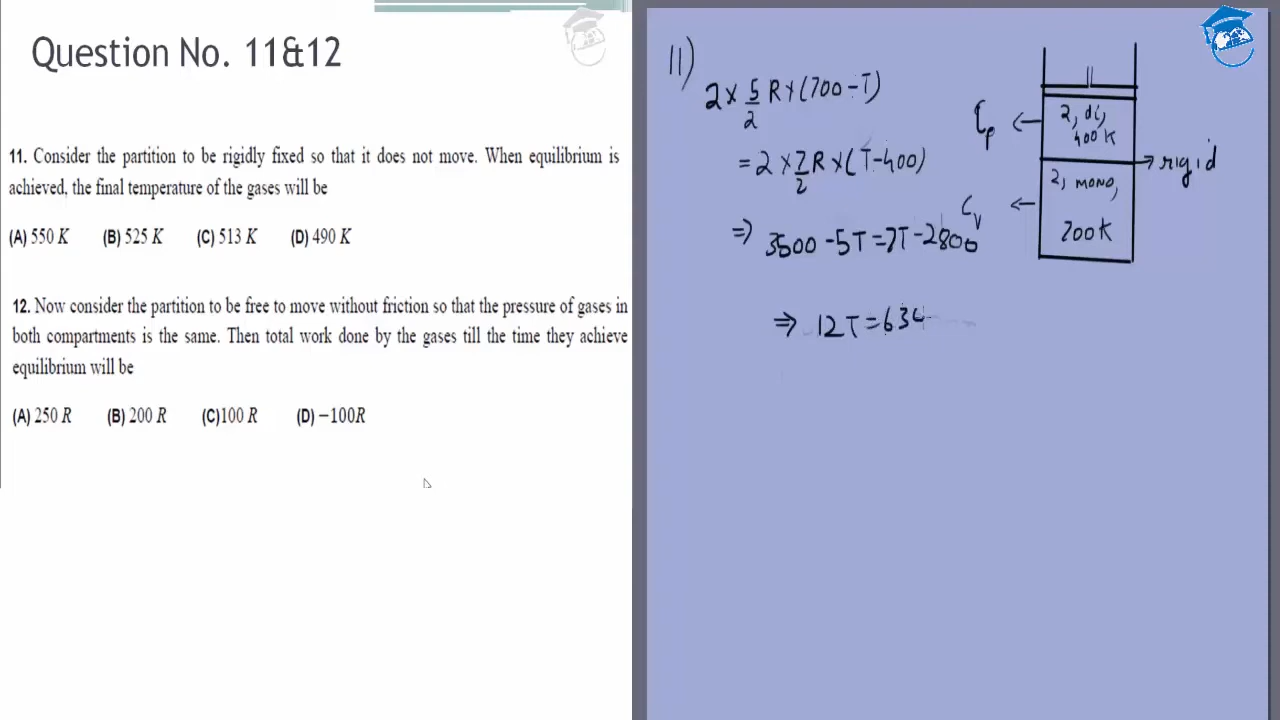 Question No. 11&12
11. Consider the partition to be rigidly fixed so that it does not move. When equilibrium is
achieved, the final temperature of the gases will be
(A) 550 K (B) 525 K (C) 513 K (D) 490 K
12. Now consider the partition to be free to move without friction so that the pressure of gases in
both compartments is the same. Then total work done by the gases till the time they achieve
equilibrium will be
(A) 250 R (B) 200 R (C)100 R (D) −100R
11)
2 × 5/2 R × (700 - T)
= 2 × 7/2 R × (T - 400)
⇒ 3500 - 5T = 7T - 2800
⇒ 12T = 630
Cp ←
2, di,
400 K
→ rigid
Cv ←
2, mono,
700K